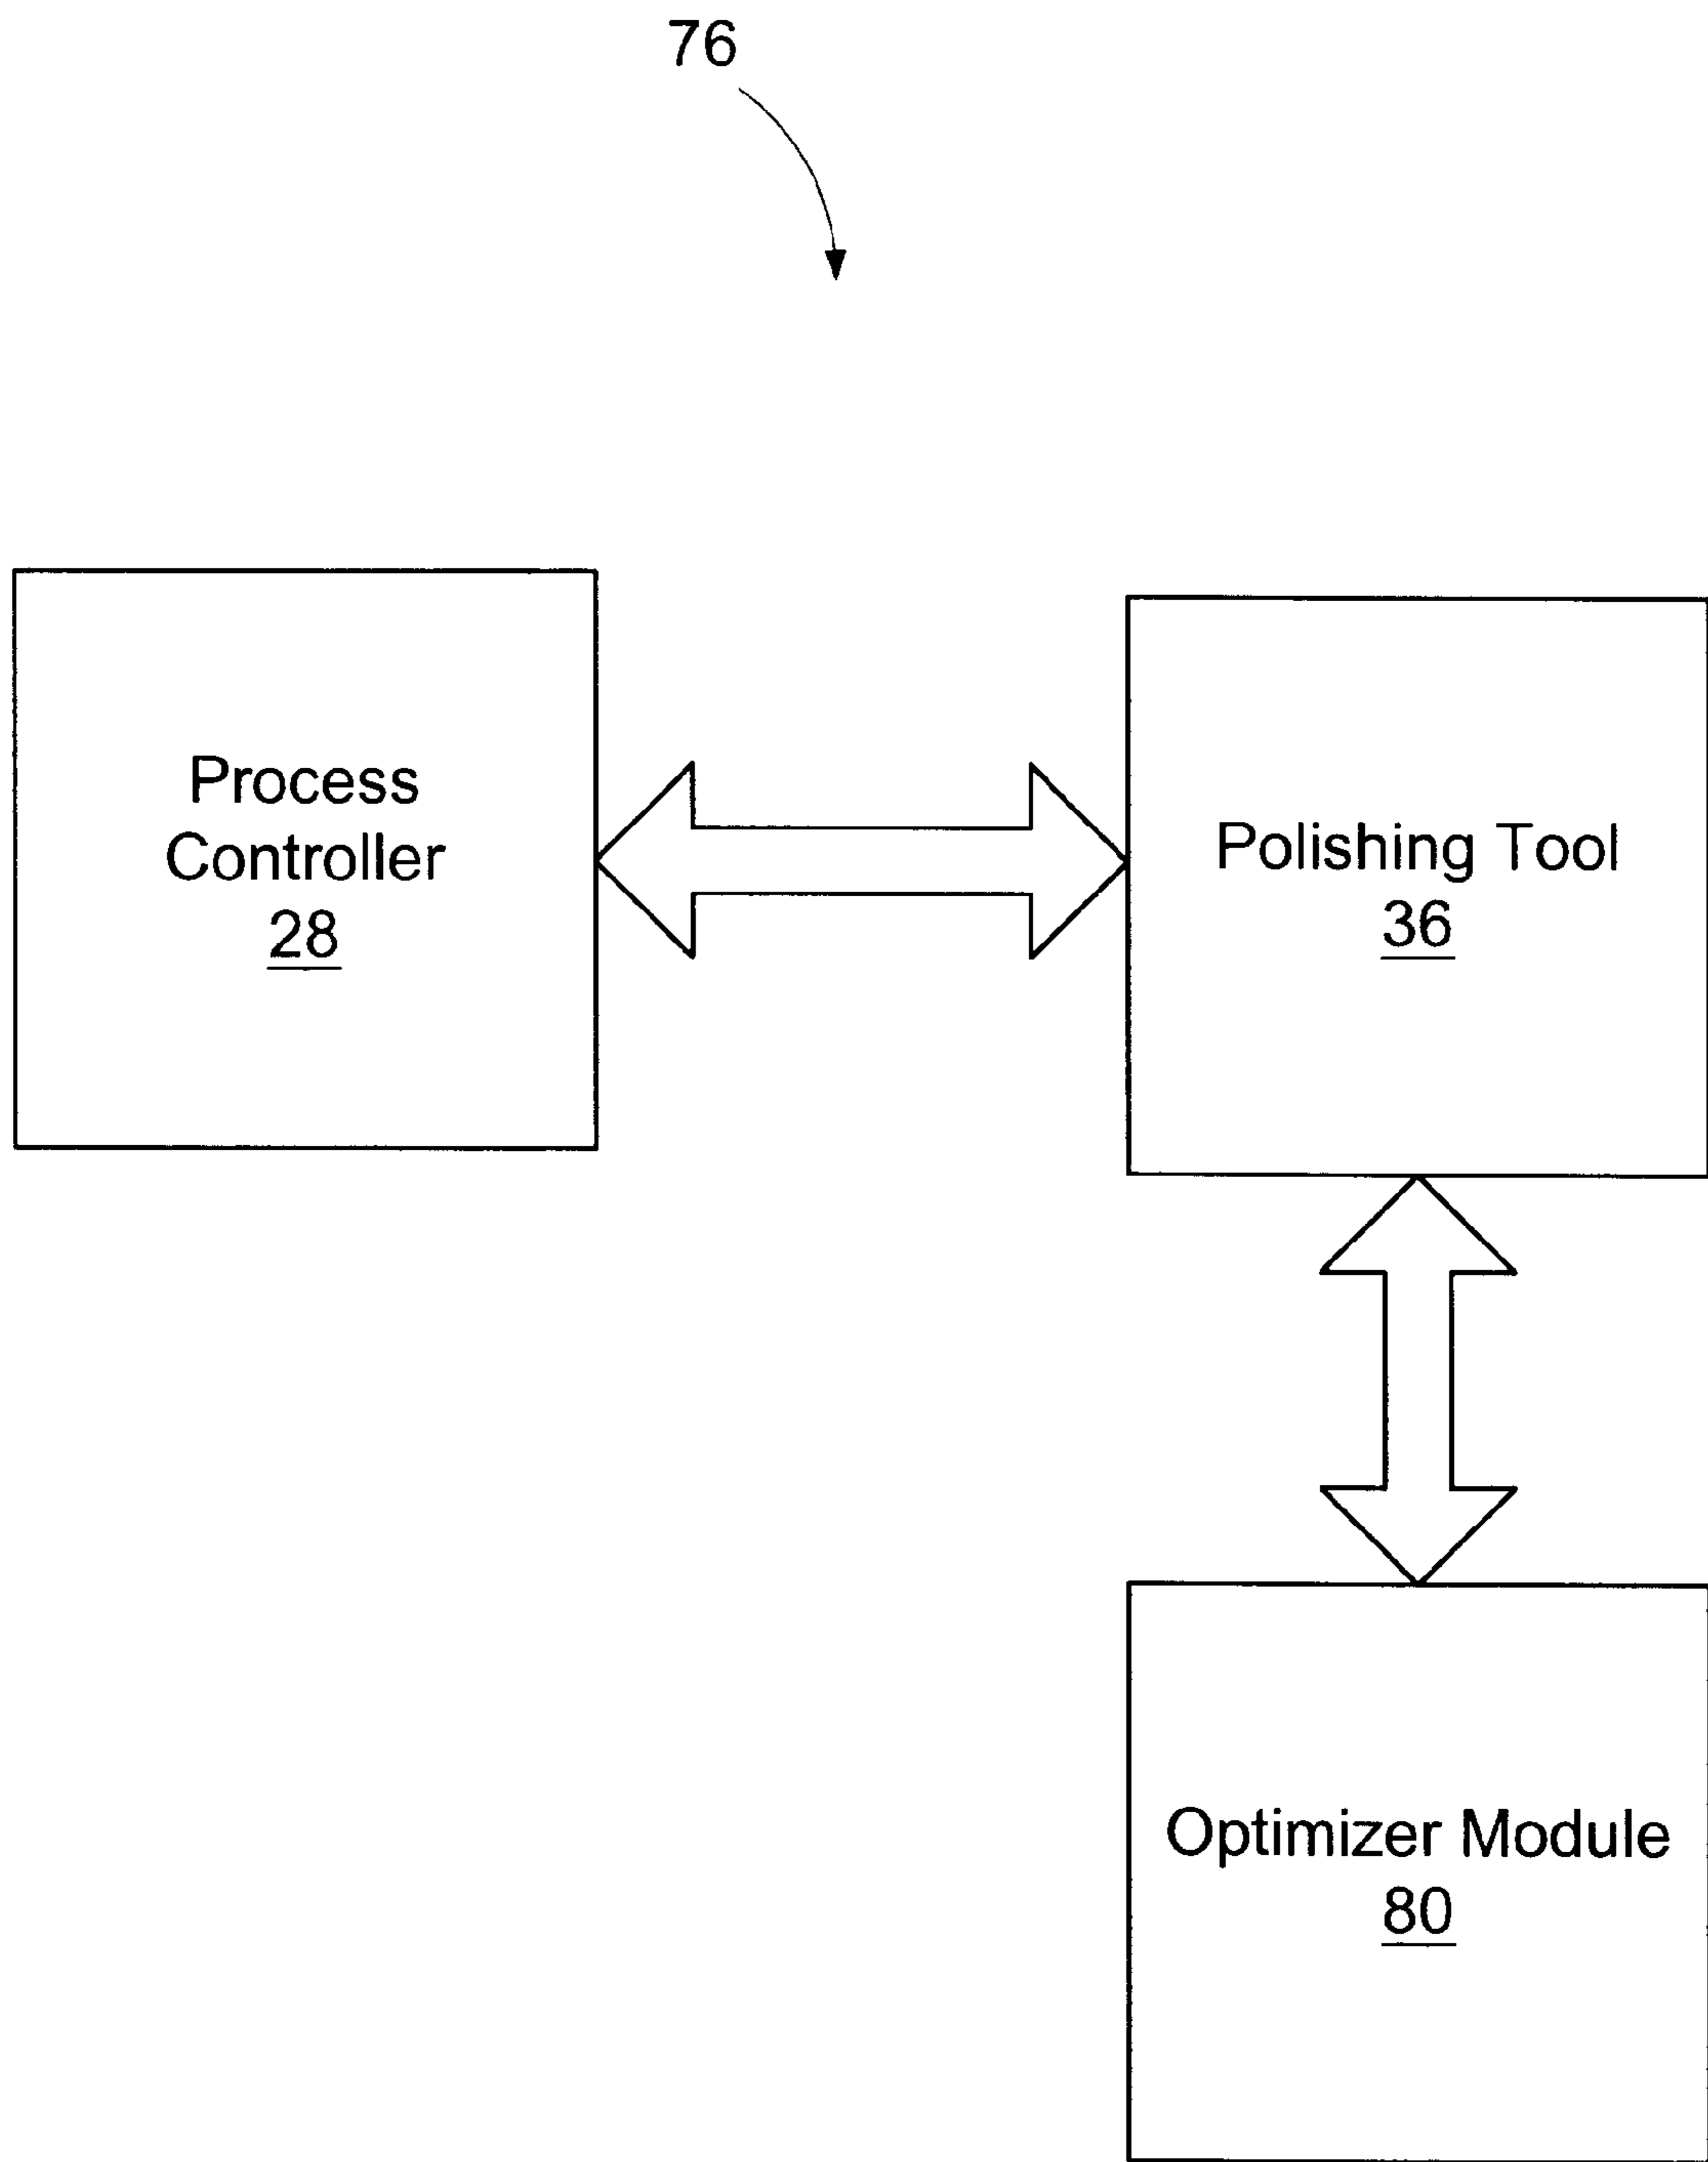 76
Process
Controller
28
Polishing Tool
36
Optimizer Module
80